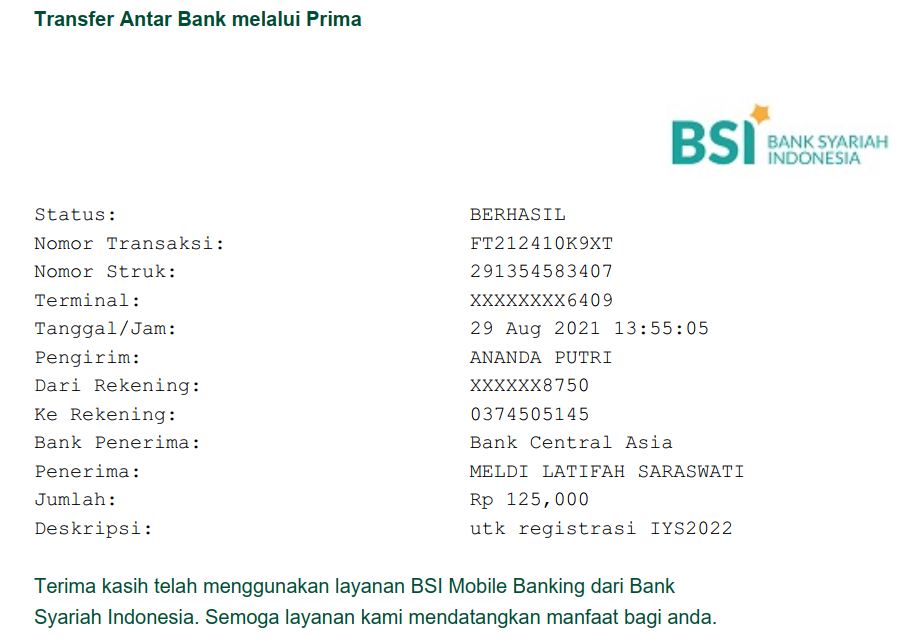 Transfer Antar Bank melalui Prima
BSI BANK SYARIAH
INDONESIA
Status: BERHASIL
Nomor Transaksi: FT212410K9XT
Nomor Struk: 291354583407
Terminal: XXXXXXXX6409
Tanggal/Jam: 29 Aug 2021 13:55:05
Pengirim: ANANDA PUTRI
Dari Rekening: XXXXXX8750
Ke Rekening: 0374505145
Bank Penerima: Bank Central Asia
Penerima: MELDI LATIFAH SARASWATI
Jumlah: Rp 125,000
Deskripsi: utk registrasi IYS2022
Terima kasih telah menggunakan layanan BSI Mobile Banking dari Bank
Syariah Indonesia. Semoga layanan kami mendatangkan manfaat bagi anda.